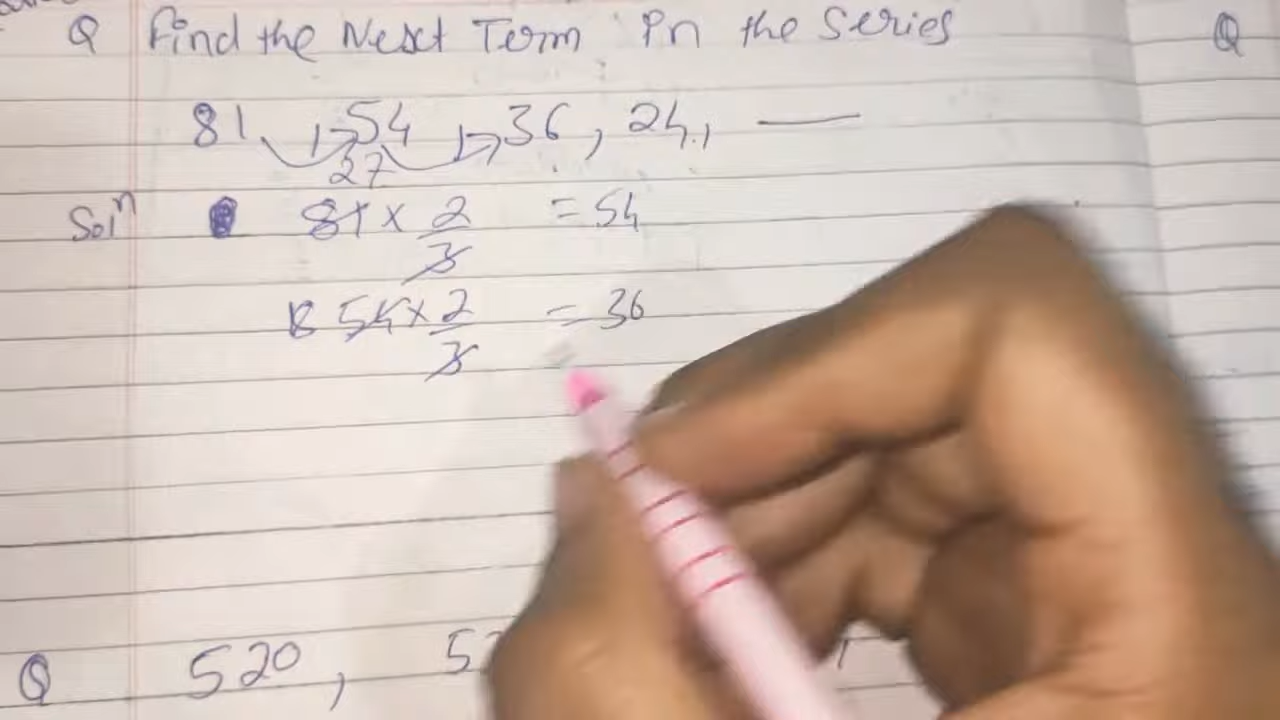 Q Find the Next Term in the Series Q
81, 54, 36, 24, —
27
Solⁿ 81 × 2/3 = 54
54 × 2/3 = 36
Q 520,